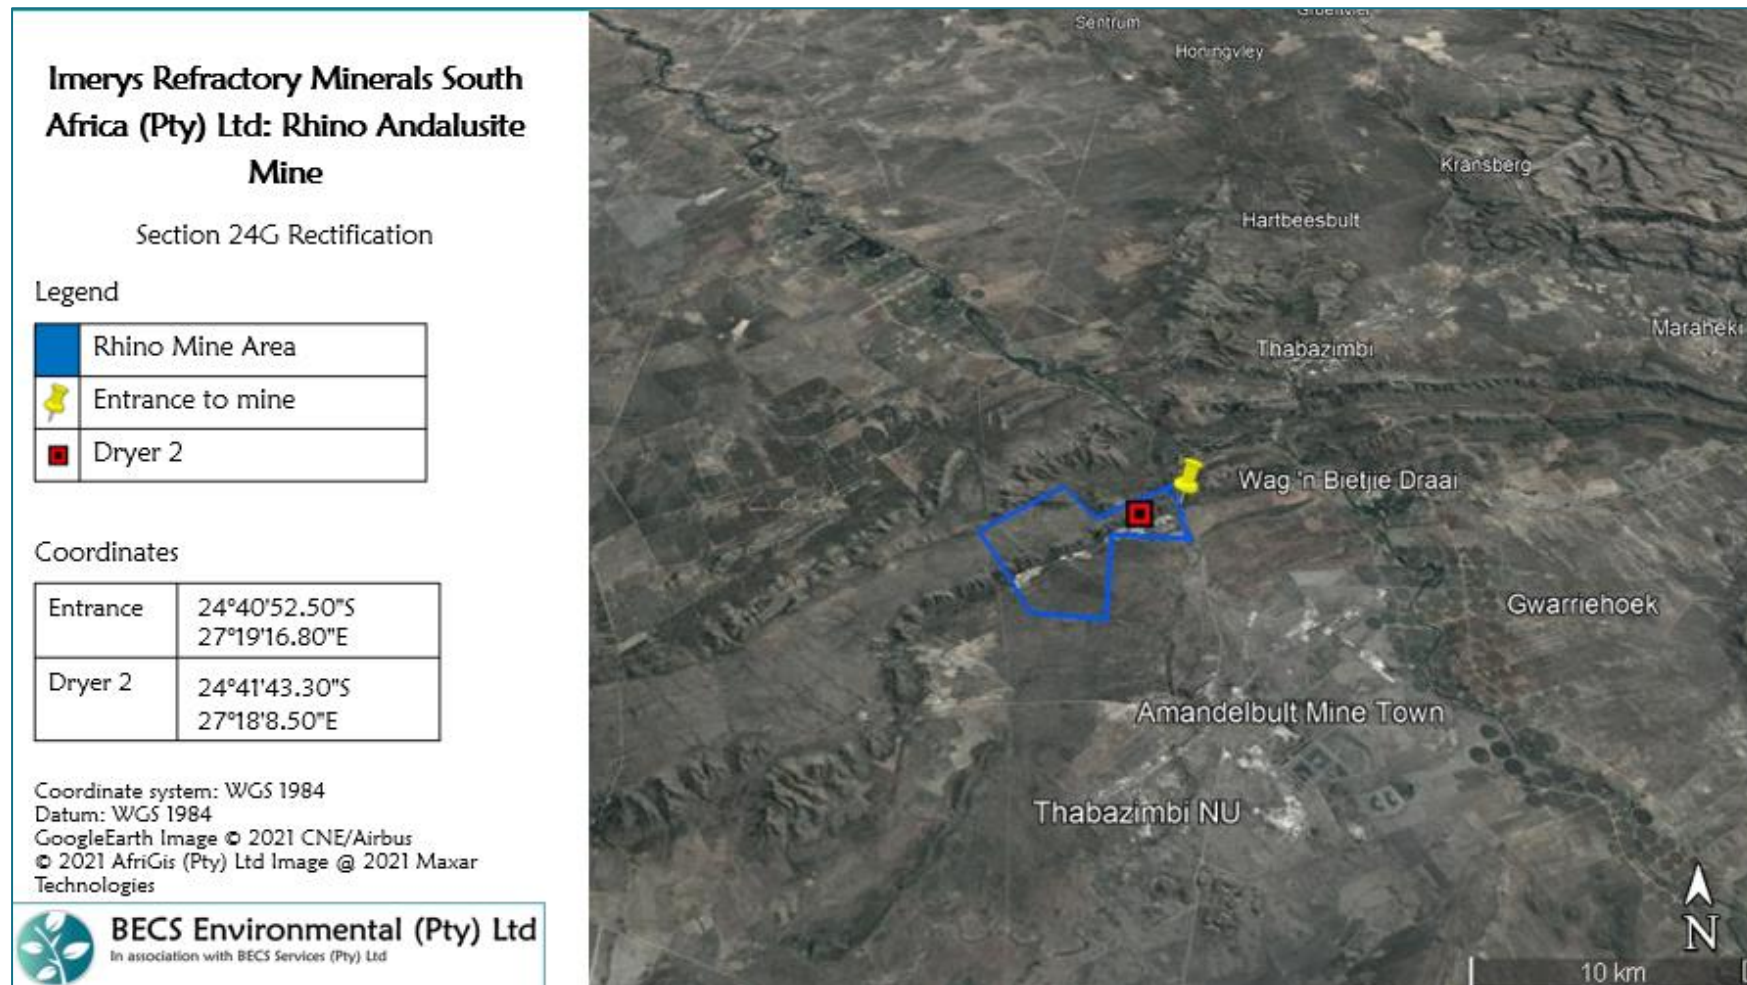 Imerys Refractory Minerals South
Africa (Pty) Ltd: Rhino Andalusite
Mine
Section 24G Rectification
Legend
Rhino Mine Area
Entrance to mine
Dryer 2
Coordinates
Entrance
24°40'52.50"S
27°19'16.80"E
Dryer 2
24°41'43.30"S
27°18'8.50"E
Coordinate system: WGS 1984
Datum: WGS 1984
GoogleEarth Image © 2021 CNE/Airbus
© 2021 AfriGis (Pty) Ltd Image @ 2021 Maxar
Technologies
BECS Environmental (Pty) Ltd
In association with BECS Services (Pty) Ltd
Sentrum
Honingvley
Kransberg
Hartbeesbult
Maraheki
Thabazimbi
Wag 'n Bietjie Draai
Gwarriehoek
Amandelbult Mine Town
Thabazimbi NU
N
10 km